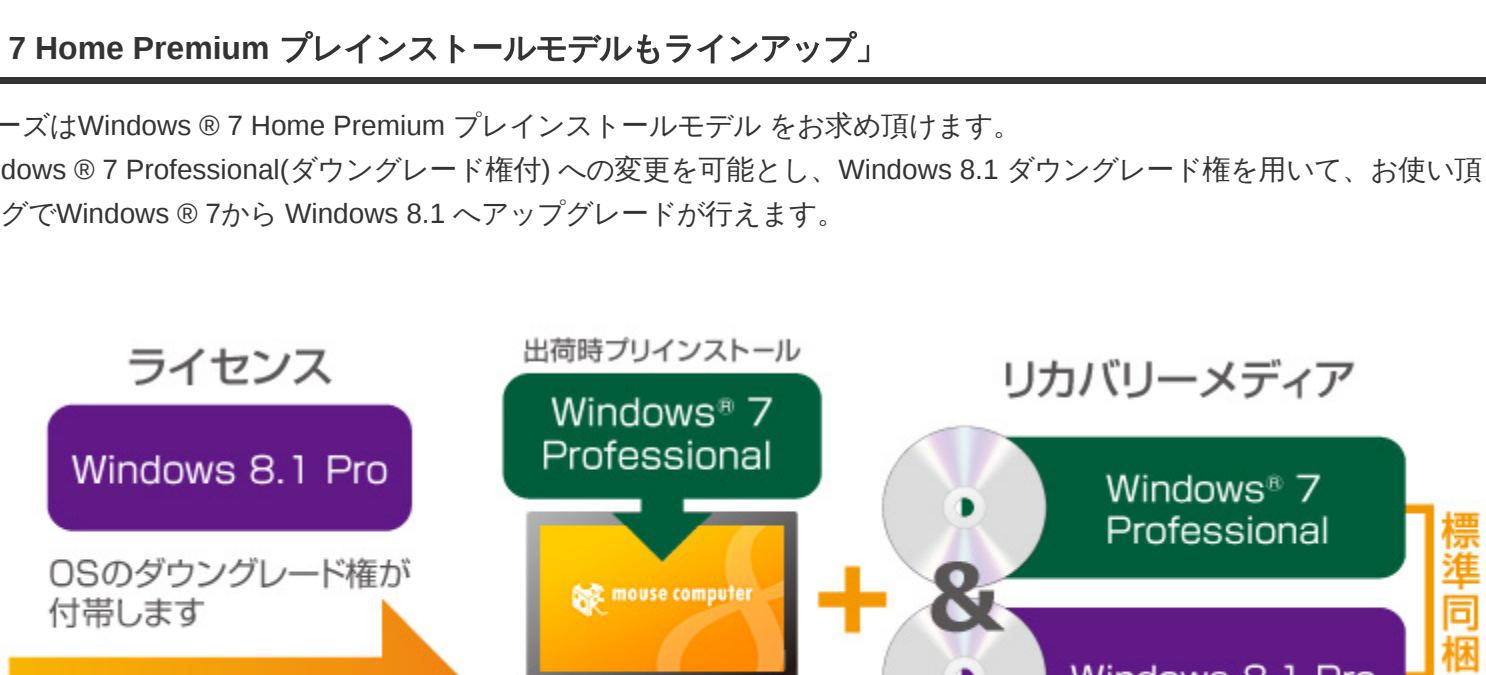 7 Home Premium プレインストールモデルもラインアップ」
ーズはWindows ® 7 Home Premium プレインストールモデル をお求め頂けます。
dows ® 7 Professional(ダウングレード権付) への変更を可能とし、Windows 8.1 ダウングレード権を用いて、お使い頂
グでWindows ® 7から Windows 8.1 へアップグレードが行えます。
ライセンス
Windows 8.1 Pro
OSのダウングレード権が
付帯します
出荷時プリインストール
Windows® 7
Professional
mouse computer
+
リカバリーメディア
Windows® 7
Professional
&
Windows 8.1 Pro
標準同梱